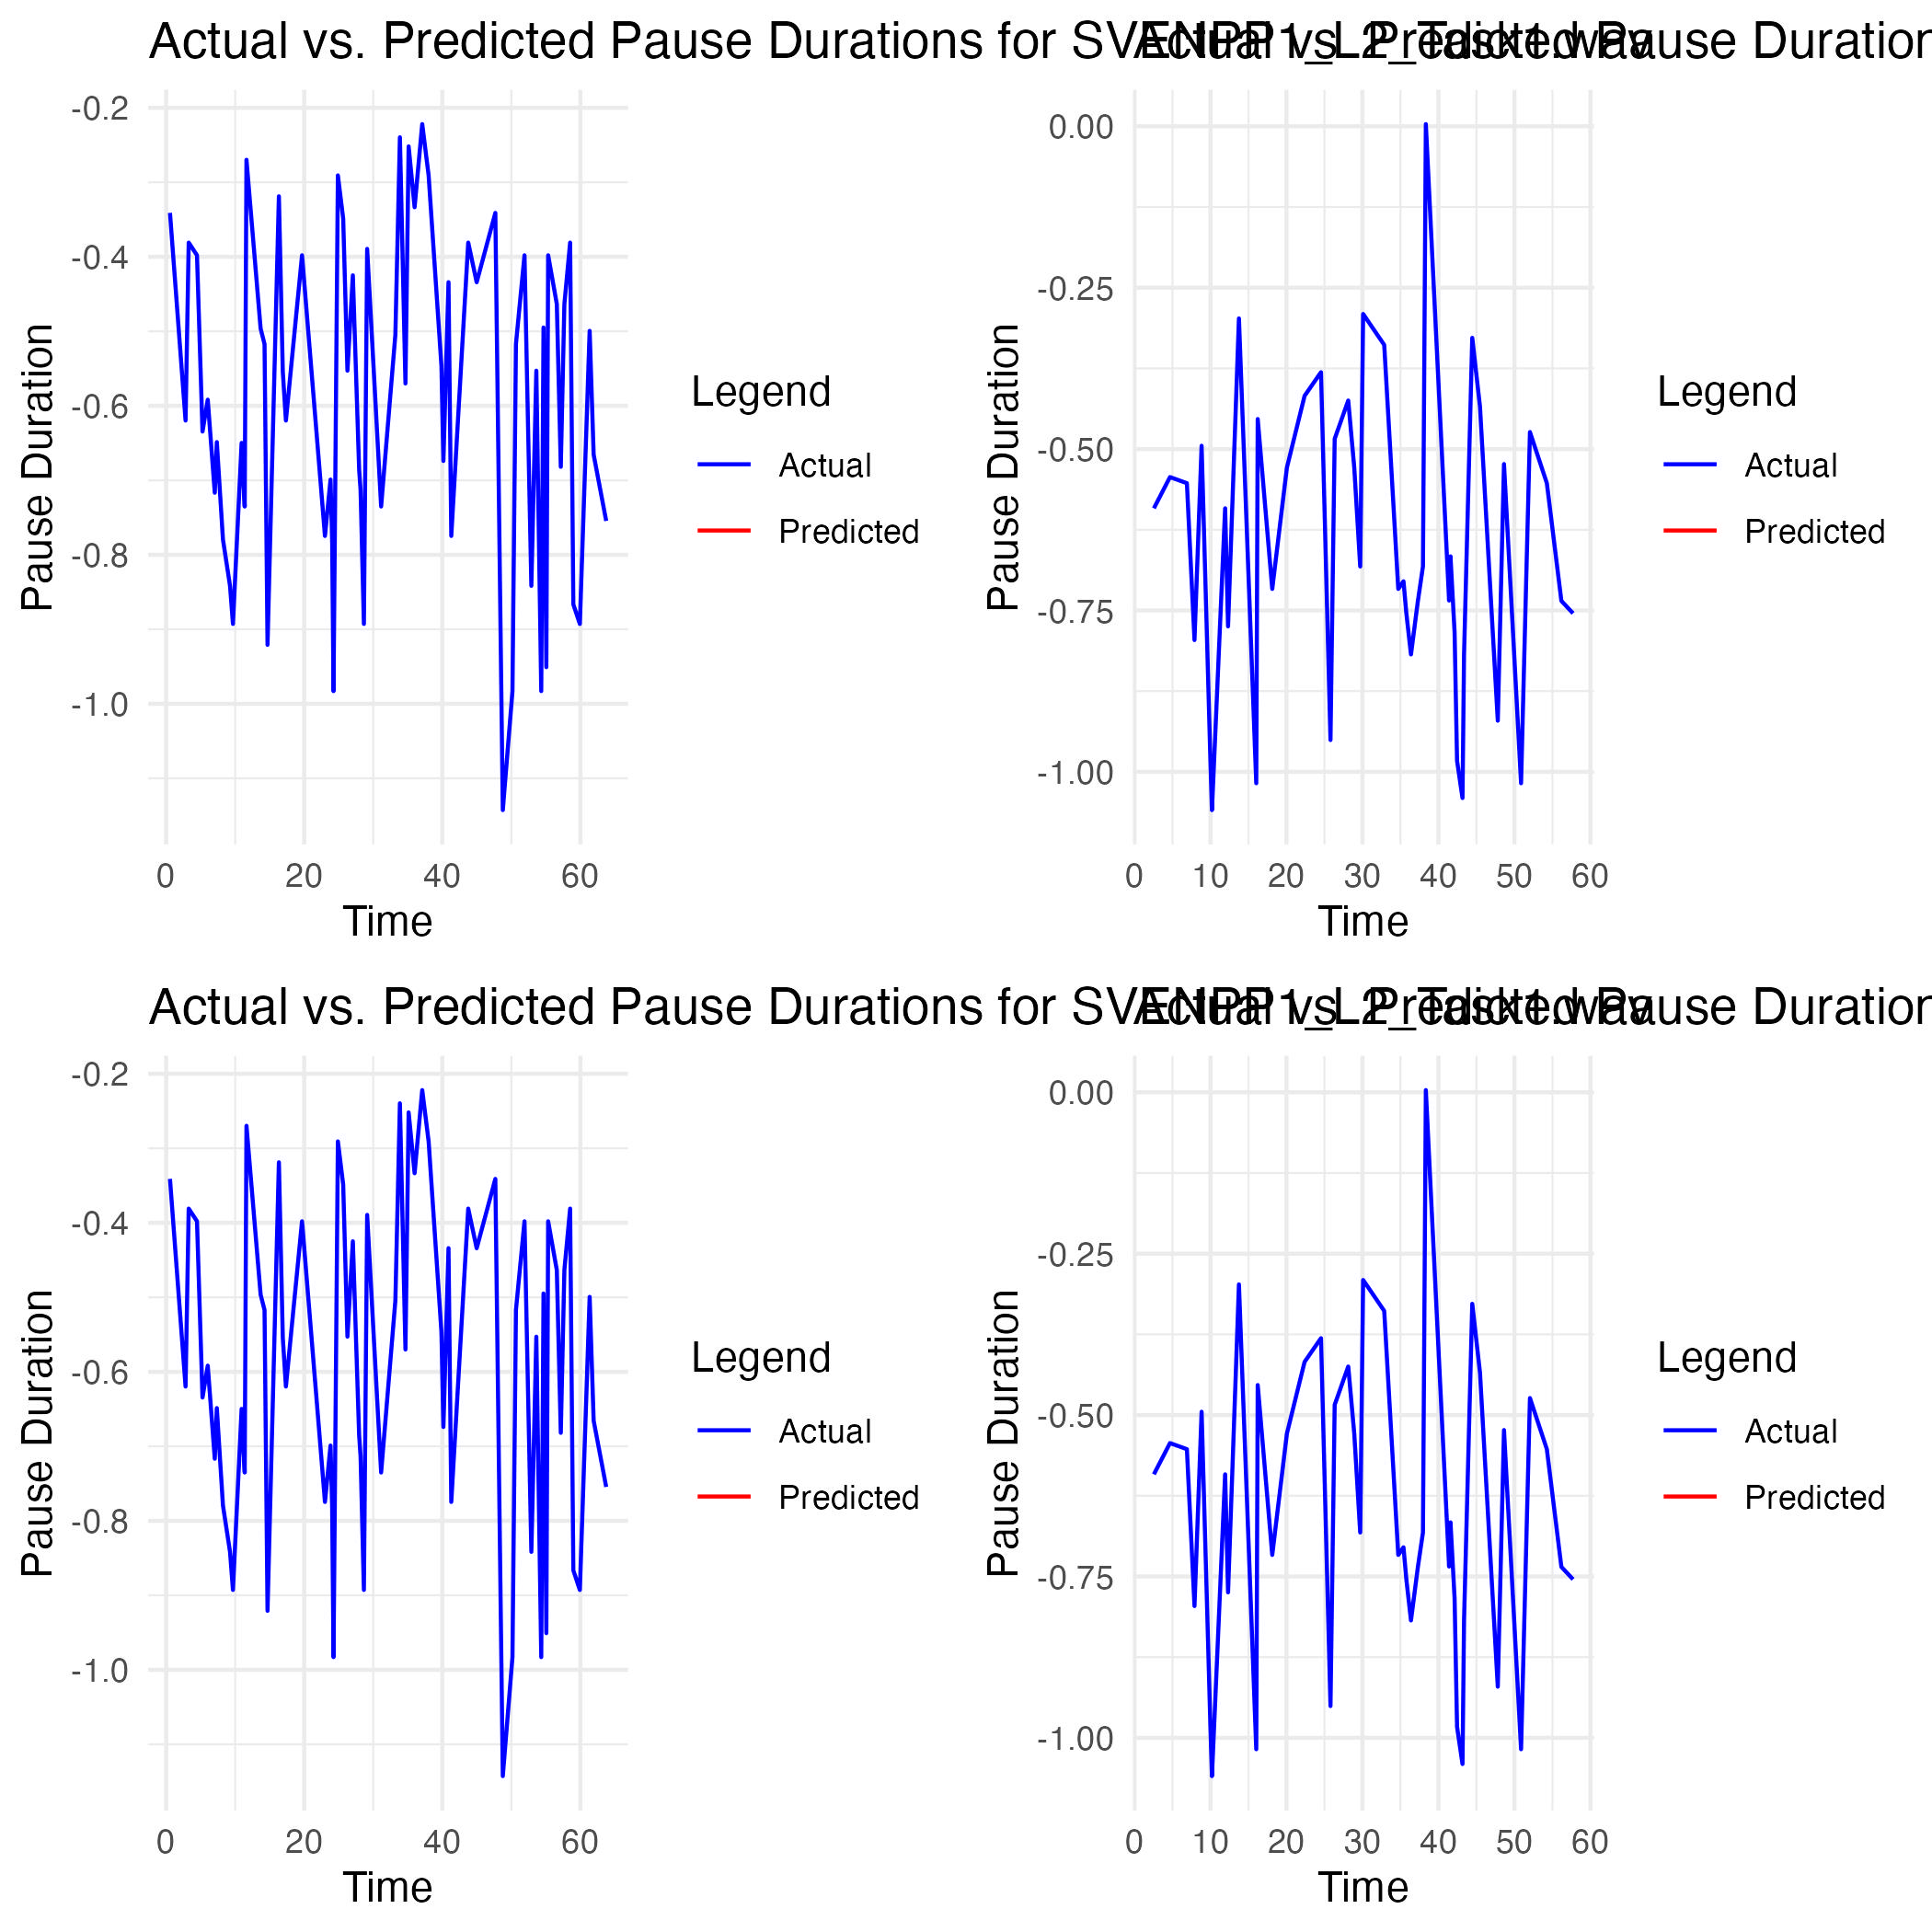 Actual vs. Predicted Pause Durations for SVENPP1_L2_Task1.wav
Actual vs. Predicted Pause Duration
-0.2
-0.4
-0.6
-0.8
-1.0
Pause Duration
0 20 40 60
Time
Legend
Actual
Predicted
0.00
-0.25
-0.50
-0.75
-1.00
Pause Duration
0 10 20 30 40 50 60
Time
Legend
Actual
Predicted
Actual vs. Predicted Pause Durations for SVENPP1_L2_Task1.wav
Actual vs. Predicted Pause Duration
-0.2
-0.4
-0.6
-0.8
-1.0
Pause Duration
0 20 40 60
Time
Legend
Actual
Predicted
0.00
-0.25
-0.50
-0.75
-1.00
Pause Duration
0 10 20 30 40 50 60
Time
Legend
Actual
Predicted